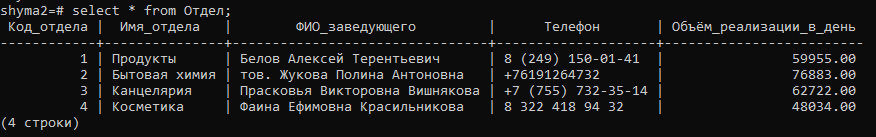 shyma2=# select * from Отдел;
Код_отдела | Имя_отдела | ФИО_заведующего | Телефон | Объём_реализации_в_день
-----------+---------------+--------------------------------+--------------------+-------------------------
1 | Продукты | Белов Алексей Терентьевич | 8 (249) 150-01-41 | 59955.00
2 | Бытовая химия | тов. Жукова Полина Антоновна | +76191264732 | 76883.00
3 | Канцелярия | Прасковья Викторовна Вишнякова | +7 (755) 732-35-14 | 62722.00
4 | Косметика | Фаина Ефимовна Красильникова | 8 322 418 94 32 | 48034.00
(4 строки)